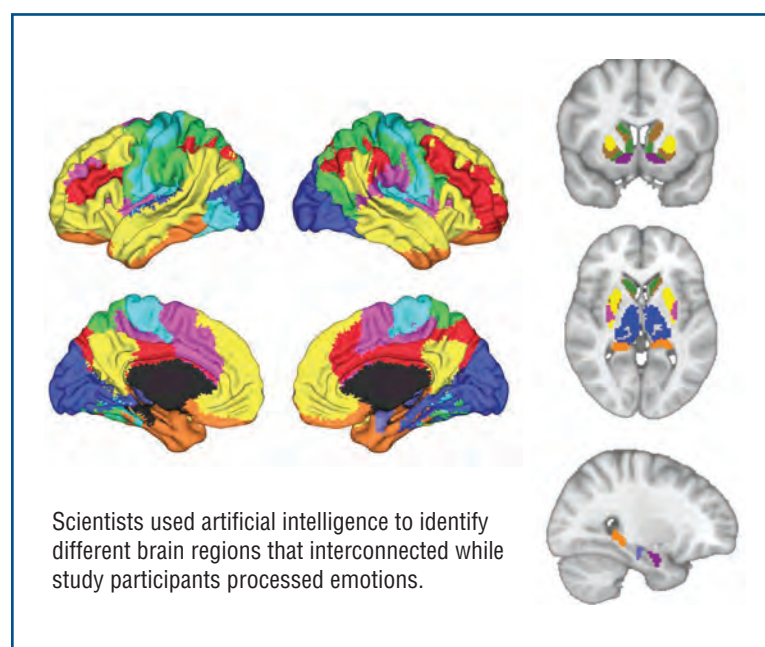 Scientists used artificial intelligence to identify
different brain regions that interconnected while
study participants processed emotions.